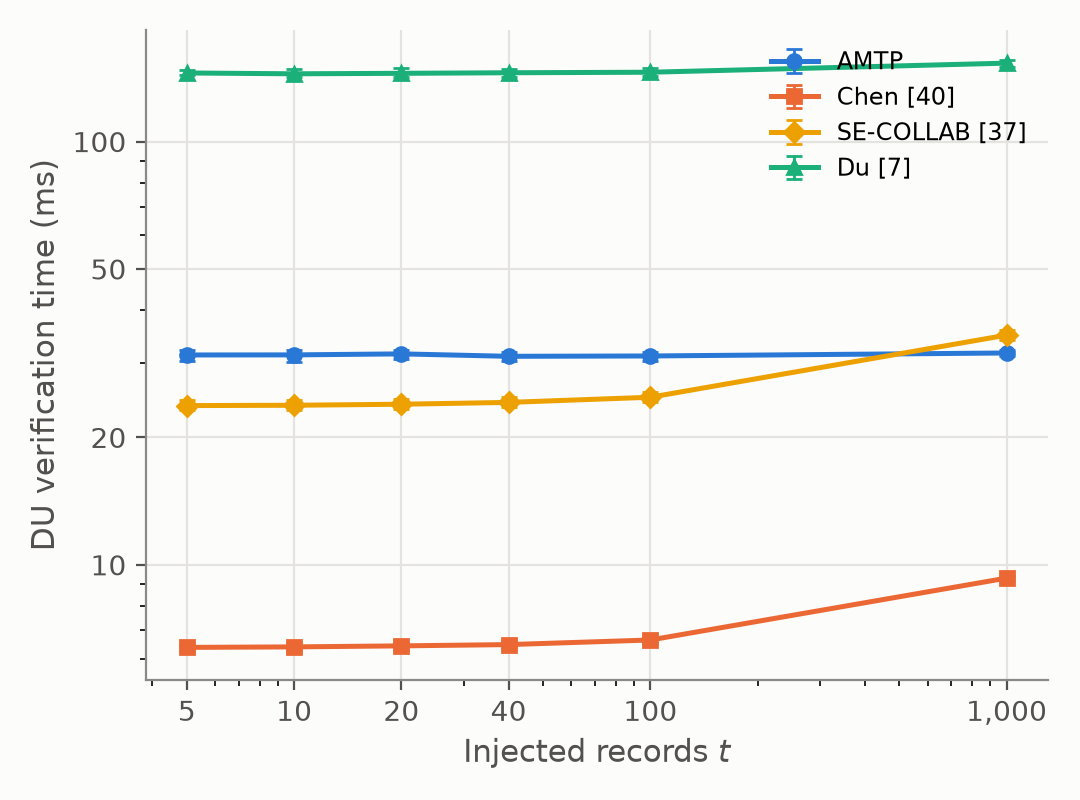 AMTP
Chen [40]
SE-COLLAB [37]
Du [7]
DU verification time (ms)
100
50
20
10
5 10 20 40 100 1,000
Injected records t